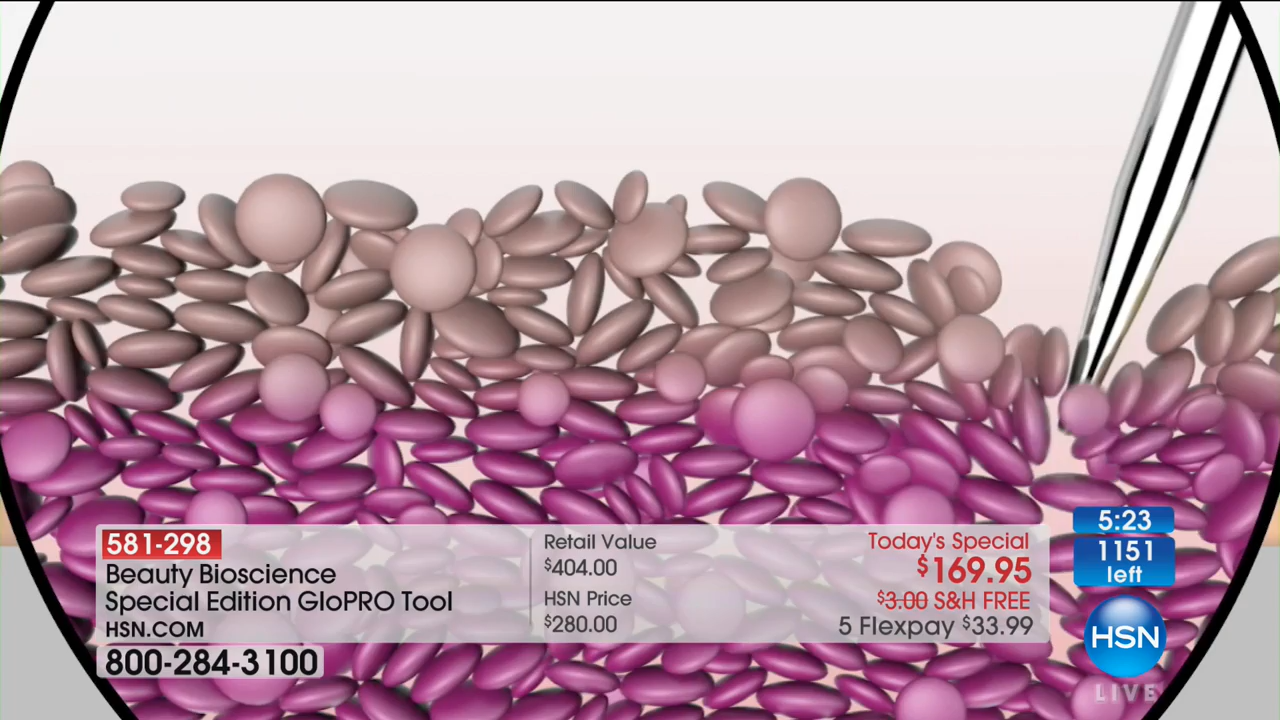 581-298
Beauty Bioscience
Special Edition GloPRO Tool
HSN.COM
800-284-3100
Retail Value
$404.00
HSN Price
$280.00
Today's Special
$169.95
$3.00 S&H FREE
5 Flexpay $33.99
5:23
1151
left
HSN
LIVE